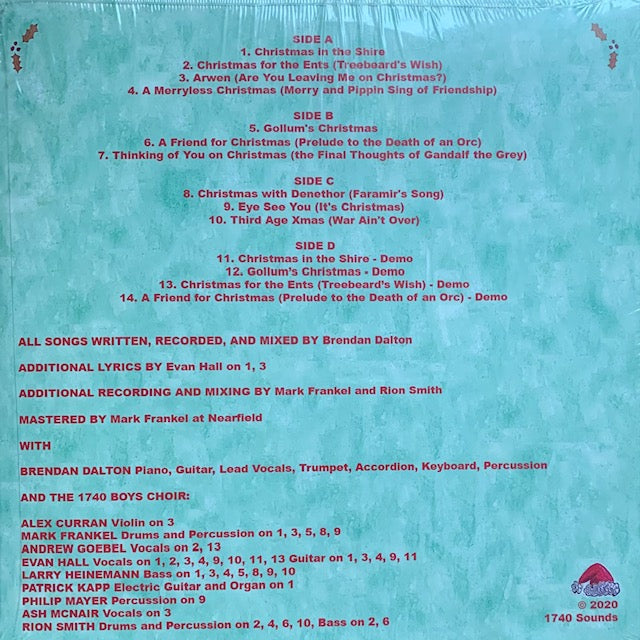 SIDE A
1. Christmas in the Shire
2. Christmas for the Ents (Treebeard's Wish)
3. Arwen (Are You Leaving Me on Christmas?)
4. A Merryless Christmas (Merry and Pippin Sing of Friendship)
SIDE B
5. Gollum's Christmas
6. A Friend for Christmas (Prelude to the Death of an Orc)
7. Thinking of You on Christmas (the Final Thoughts of Gandalf the Grey)
SIDE C
8. Christmas with Denethor (Faramir's Song)
9. Eye See You (It's Christmas)
10. Third Age Xmas (War Ain't Over)
SIDE D
11. Christmas in the Shire - Demo
12. Gollum's Christmas - Demo
13. Christmas for the Ents (Treebeard's Wish) - Demo
14. A Friend for Christmas (Prelude to the Death of an Orc) - Demo
ALL SONGS WRITTEN, RECORDED, AND MIXED BY Brendan Dalton
ADDITIONAL LYRICS BY Evan Hall on 1, 3
ADDITIONAL RECORDING AND MIXING BY Mark Frankel and Rion Smith
MASTERED BY Mark Frankel at Nearfield
WITH
BRENDAN DALTON Piano, Guitar, Lead Vocals, Trumpet, Accordion, Keyboard, Percussion
AND THE 1740 BOYS CHOIR:
ALEX CURRAN Violin on 3
MARK FRANKEL Drums and Percussion on 1, 3, 5, 8, 9
ANDREW GOEBEL Vocals on 2, 13
EVAN HALL Vocals on 1, 2, 3, 4, 9, 10, 11, 13 Guitar on 1, 3, 4, 9, 11
LARRY HEINEMANN Bass on 1, 3, 4, 5, 8, 9, 10
PATRICK KAPP Electric Guitar and Organ on 1
PHILIP MAYER Percussion on 9
ASH MCNAIR Vocals on 3
RION SMITH Drums and Percussion on 2, 4, 6, 10, Bass on 2, 6
© 2020
1740 Sounds